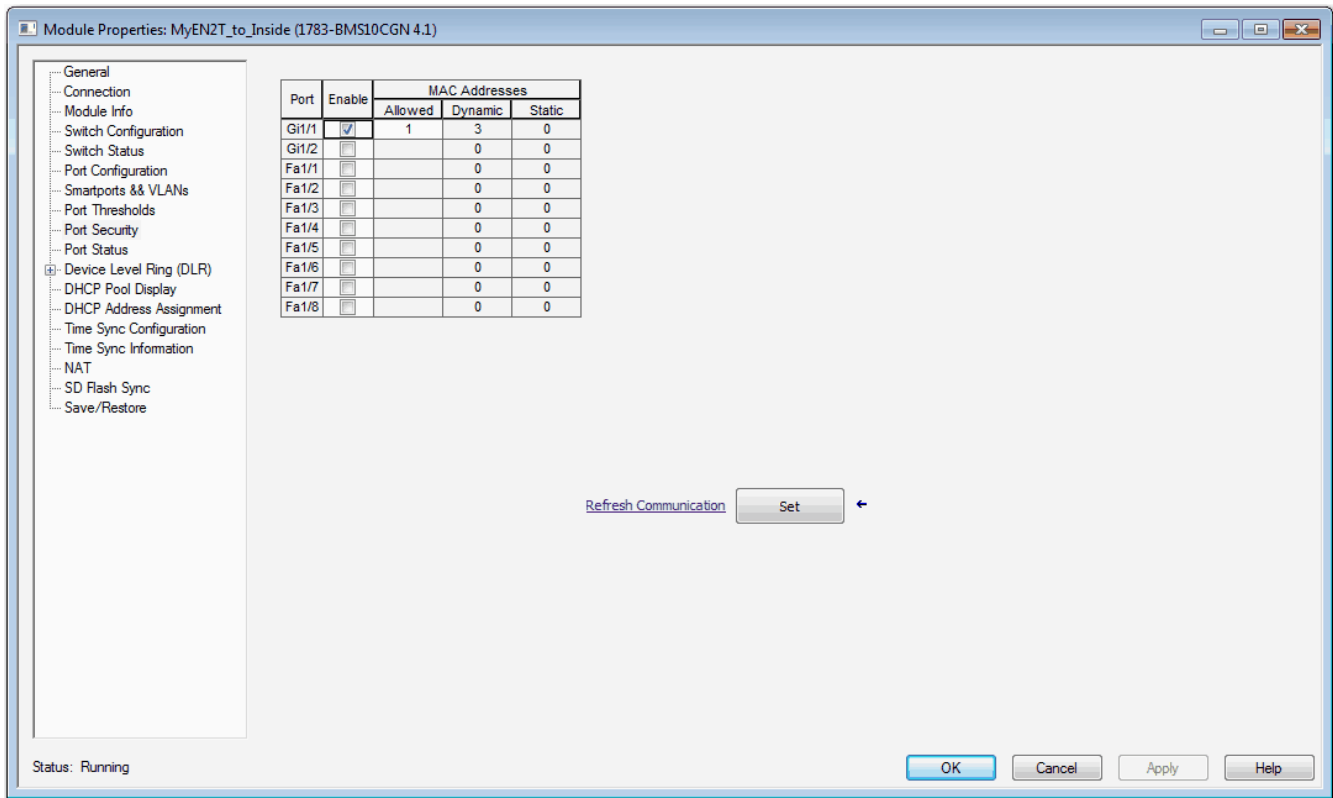 Module Properties: MyEN2T_to_Inside (1783-BMS10CGN 4.1)
General
Connection
Module Info
Switch Configuration
Switch Status
Port Configuration
Smartports && VLANs
Port Thresholds
Port Security
Port Status
Device Level Ring (DLR)
DHCP Pool Display
DHCP Address Assignment
Time Sync Configuration
Time Sync Information
NAT
SD Flash Sync
Save/Restore
Port Enable MAC Addresses
Allowed Dynamic Static
Gi1/1 1 3 0
Gi1/2 0 0
Fa1/1 0 0
Fa1/2 0 0
Fa1/3 0 0
Fa1/4 0 0
Fa1/5 0 0
Fa1/6 0 0
Fa1/7 0 0
Fa1/8 0 0
Refresh Communication Set
Status: Running
OK Cancel Apply Help